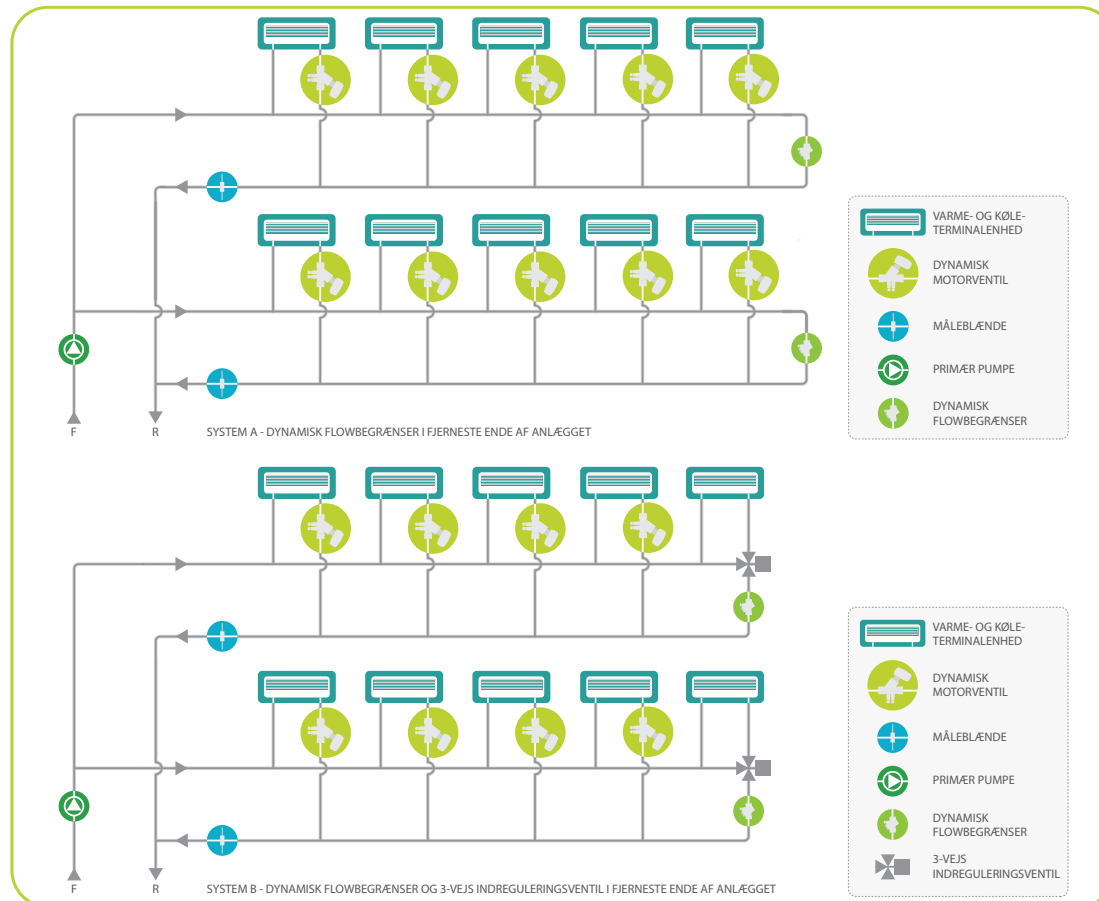 VARME- OG KØLE-
TERMINALENHED
DYNAMISK
MOTORVENTIL
MÅLEBLÆNDE
PRIMÆR PUMPE
DYNAMISK
FLOWBEGRÆNSER
F
R
SYSTEM A - DYNAMISK FLOWBEGRÆNSER I FJERNESTE ENDE AF ANLÆGGET
VARME- OG KØLE-
TERMINALENHED
DYNAMISK
MOTORVENTIL
MÅLEBLÆNDE
PRIMÆR PUMPE
DYNAMISK
FLOWBEGRÆNSER
3-VEJS
INDREGULERINGSVENTIL
F
R
SYSTEM B - DYNAMISK FLOWBEGRÆNSER OG 3-VEJS INDREGULERINGSVENTIL I FJERNESTE ENDE AF ANLÆGGET